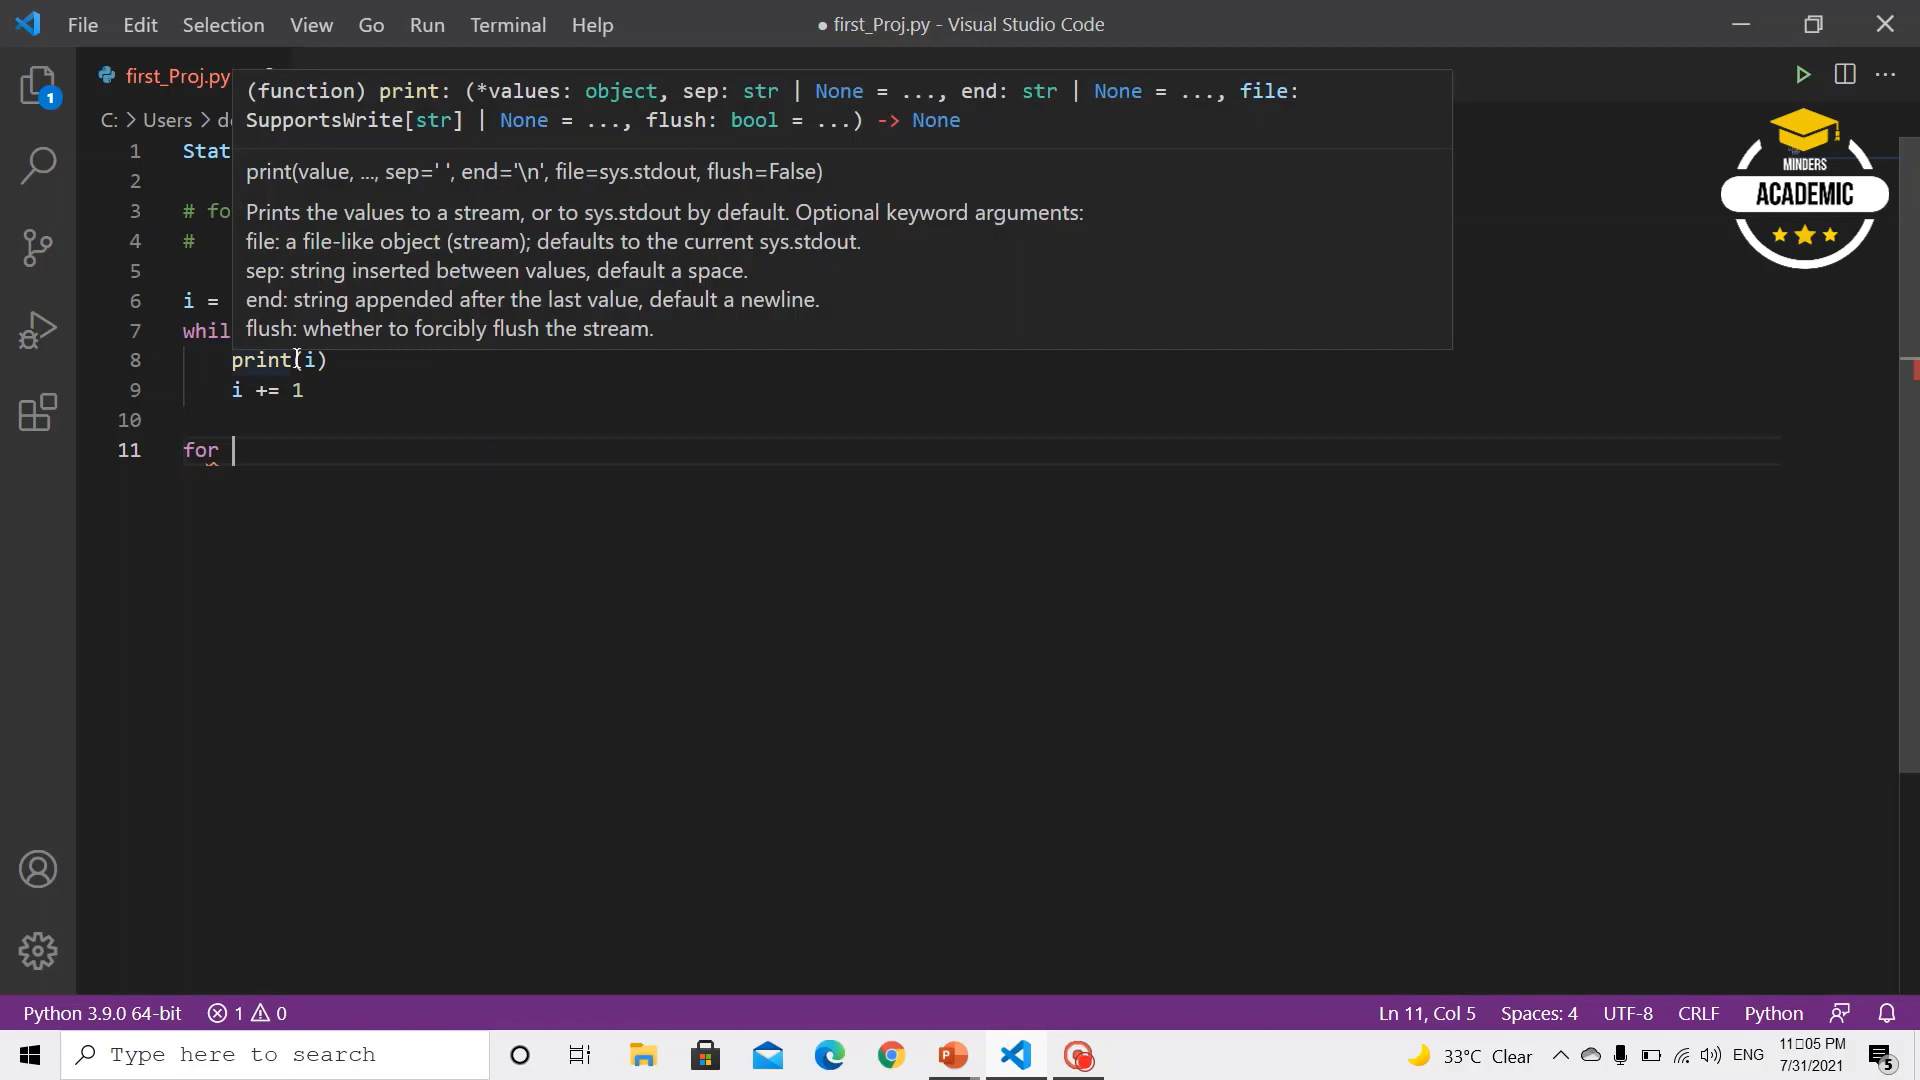 File Edit Selection View Go Run Terminal Help
● first_Proj.py - Visual Studio Code
first_Proj.py
C: > Users >
(function) print: (*values: object, sep: str | None = ..., end: str | None = ..., file:
SupportsWrite[str] | None = ..., flush: bool = ...) -> None
print(value, ..., sep=' ', end='\n', file=sys.stdout, flush=False)
Prints the values to a stream, or to sys.stdout by default. Optional keyword arguments:
file: a file-like object (stream); defaults to the current sys.stdout.
sep: string inserted between values, default a space.
end: string appended after the last value, default a newline.
flush: whether to forcibly flush the stream.
1 Stat
2
3 # fo
4 #
5
6 i =
7 whil
8 print(i)
9 i += 1
10
11 for
MINDERS
ACADEMIC
1
Python 3.9.0 64-bit 1 0
Ln 11, Col 5 Spaces: 4 UTF-8 CRLF Python
Type here to search
33°C Clear
ENG
11□05 PM
7/31/2021
5